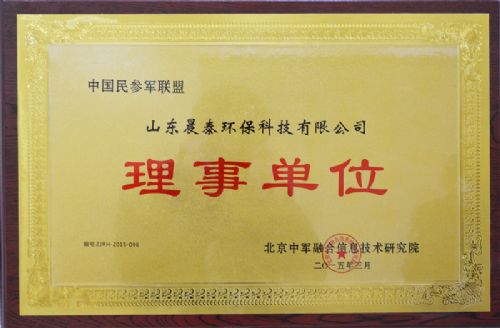 中国民参军联盟
山东晨泰环保科技有限公司
理事单位
北京中军融合信息技术研究院
二〇一五年三月